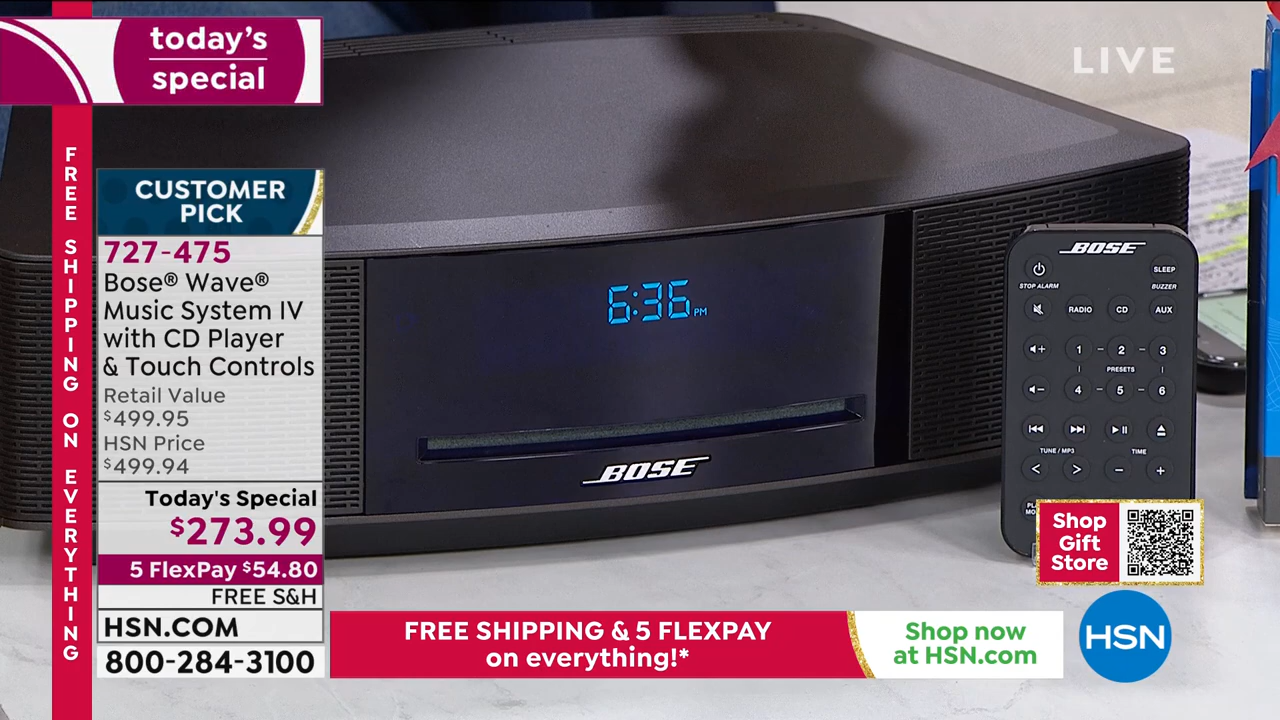 today's
special
LIVE
FREE SHIPPING ON EVERYTHING
CUSTOMER
PICK
727-475
Bose® Wave®
Music System IV
with CD Player
& Touch Controls
Retail Value
$499.95
HSN Price
$499.94
Today's Special
$273.99
5 FlexPay $54.80
FREE S&H
HSN.COM
800-284-3100
6:36 PM
BOSE
BOSE
SLEEP
STOP ALARM BUZZER
RADIO CD AUX
1 - 2 - 3
PRESETS
4 - 5 - 6
TUNE / MP3 TIME
< > - +
Shop
Gift
Store
FREE SHIPPING & 5 FLEXPAY
on everything!*
Shop now
at HSN.com
HSN